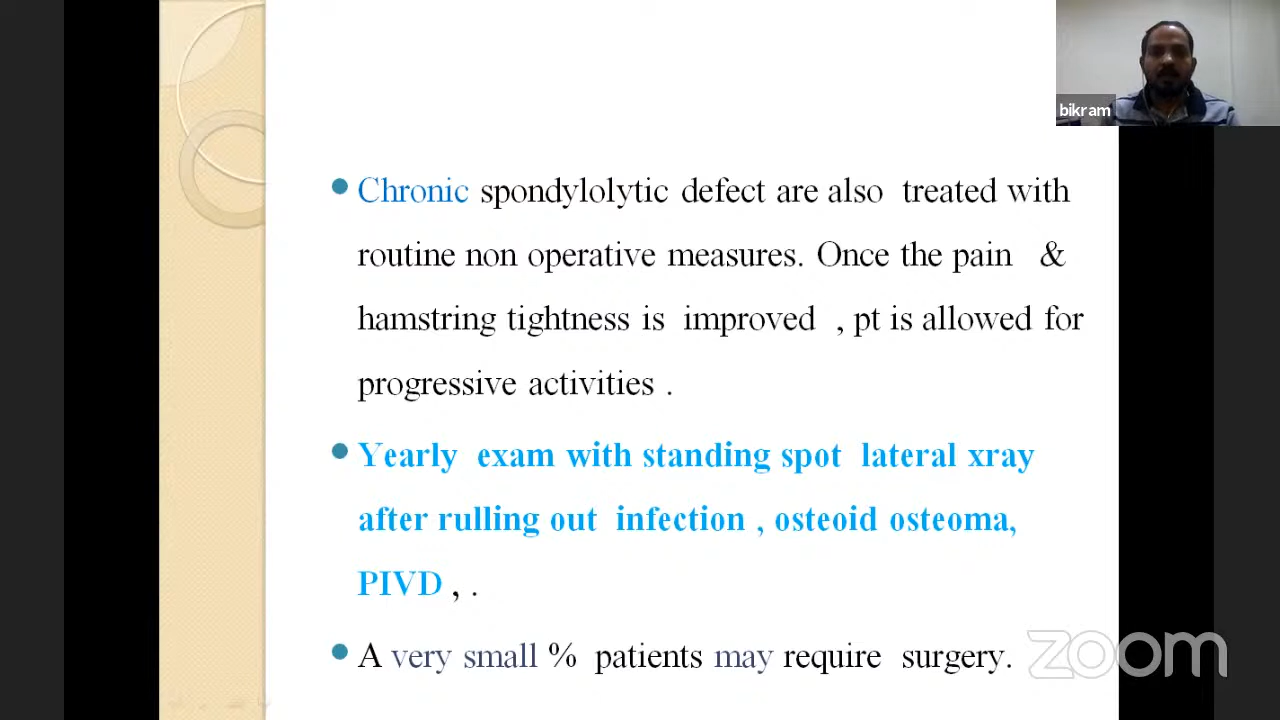 bikram
Chronic spondylolytic defect are also treated with
routine non operative measures. Once the pain &
hamstring tightness is improved , pt is allowed for
progressive activities .
Yearly exam with standing spot lateral xray
after rulling out infection , osteoid osteoma,
PIVD , .
A very small % patients may require surgery.
zoom